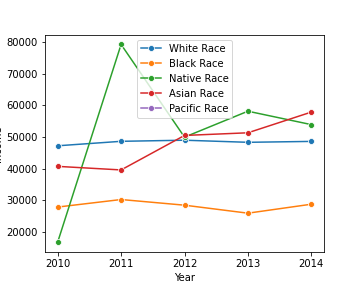 80000
70000
60000
50000
40000
30000
20000
White Race
Black Race
Native Race
Asian Race
Pacific Race
2010 2011 2012 2013 2014
Year